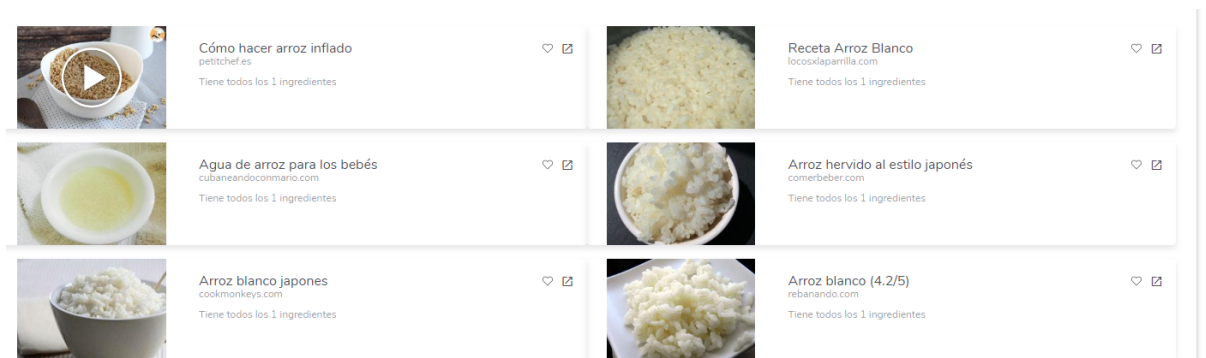 Cómo hacer arroz inflado
petitchef.es
Tiene todos los 1 ingredientes
Receta Arroz Blanco
locosxlaparrilla.com
Tiene todos los 1 ingredientes
Agua de arroz para los bebés
cubaneandoconmario.com
Tiene todos los 1 ingredientes
Arroz hervido al estilo japonés
comerbeber.com
Tiene todos los 1 ingredientes
Arroz blanco japones
cookmonkeys.com
Tiene todos los 1 ingredientes
Arroz blanco (4.2/5)
rebanando.com
Tiene todos los 1 ingredientes